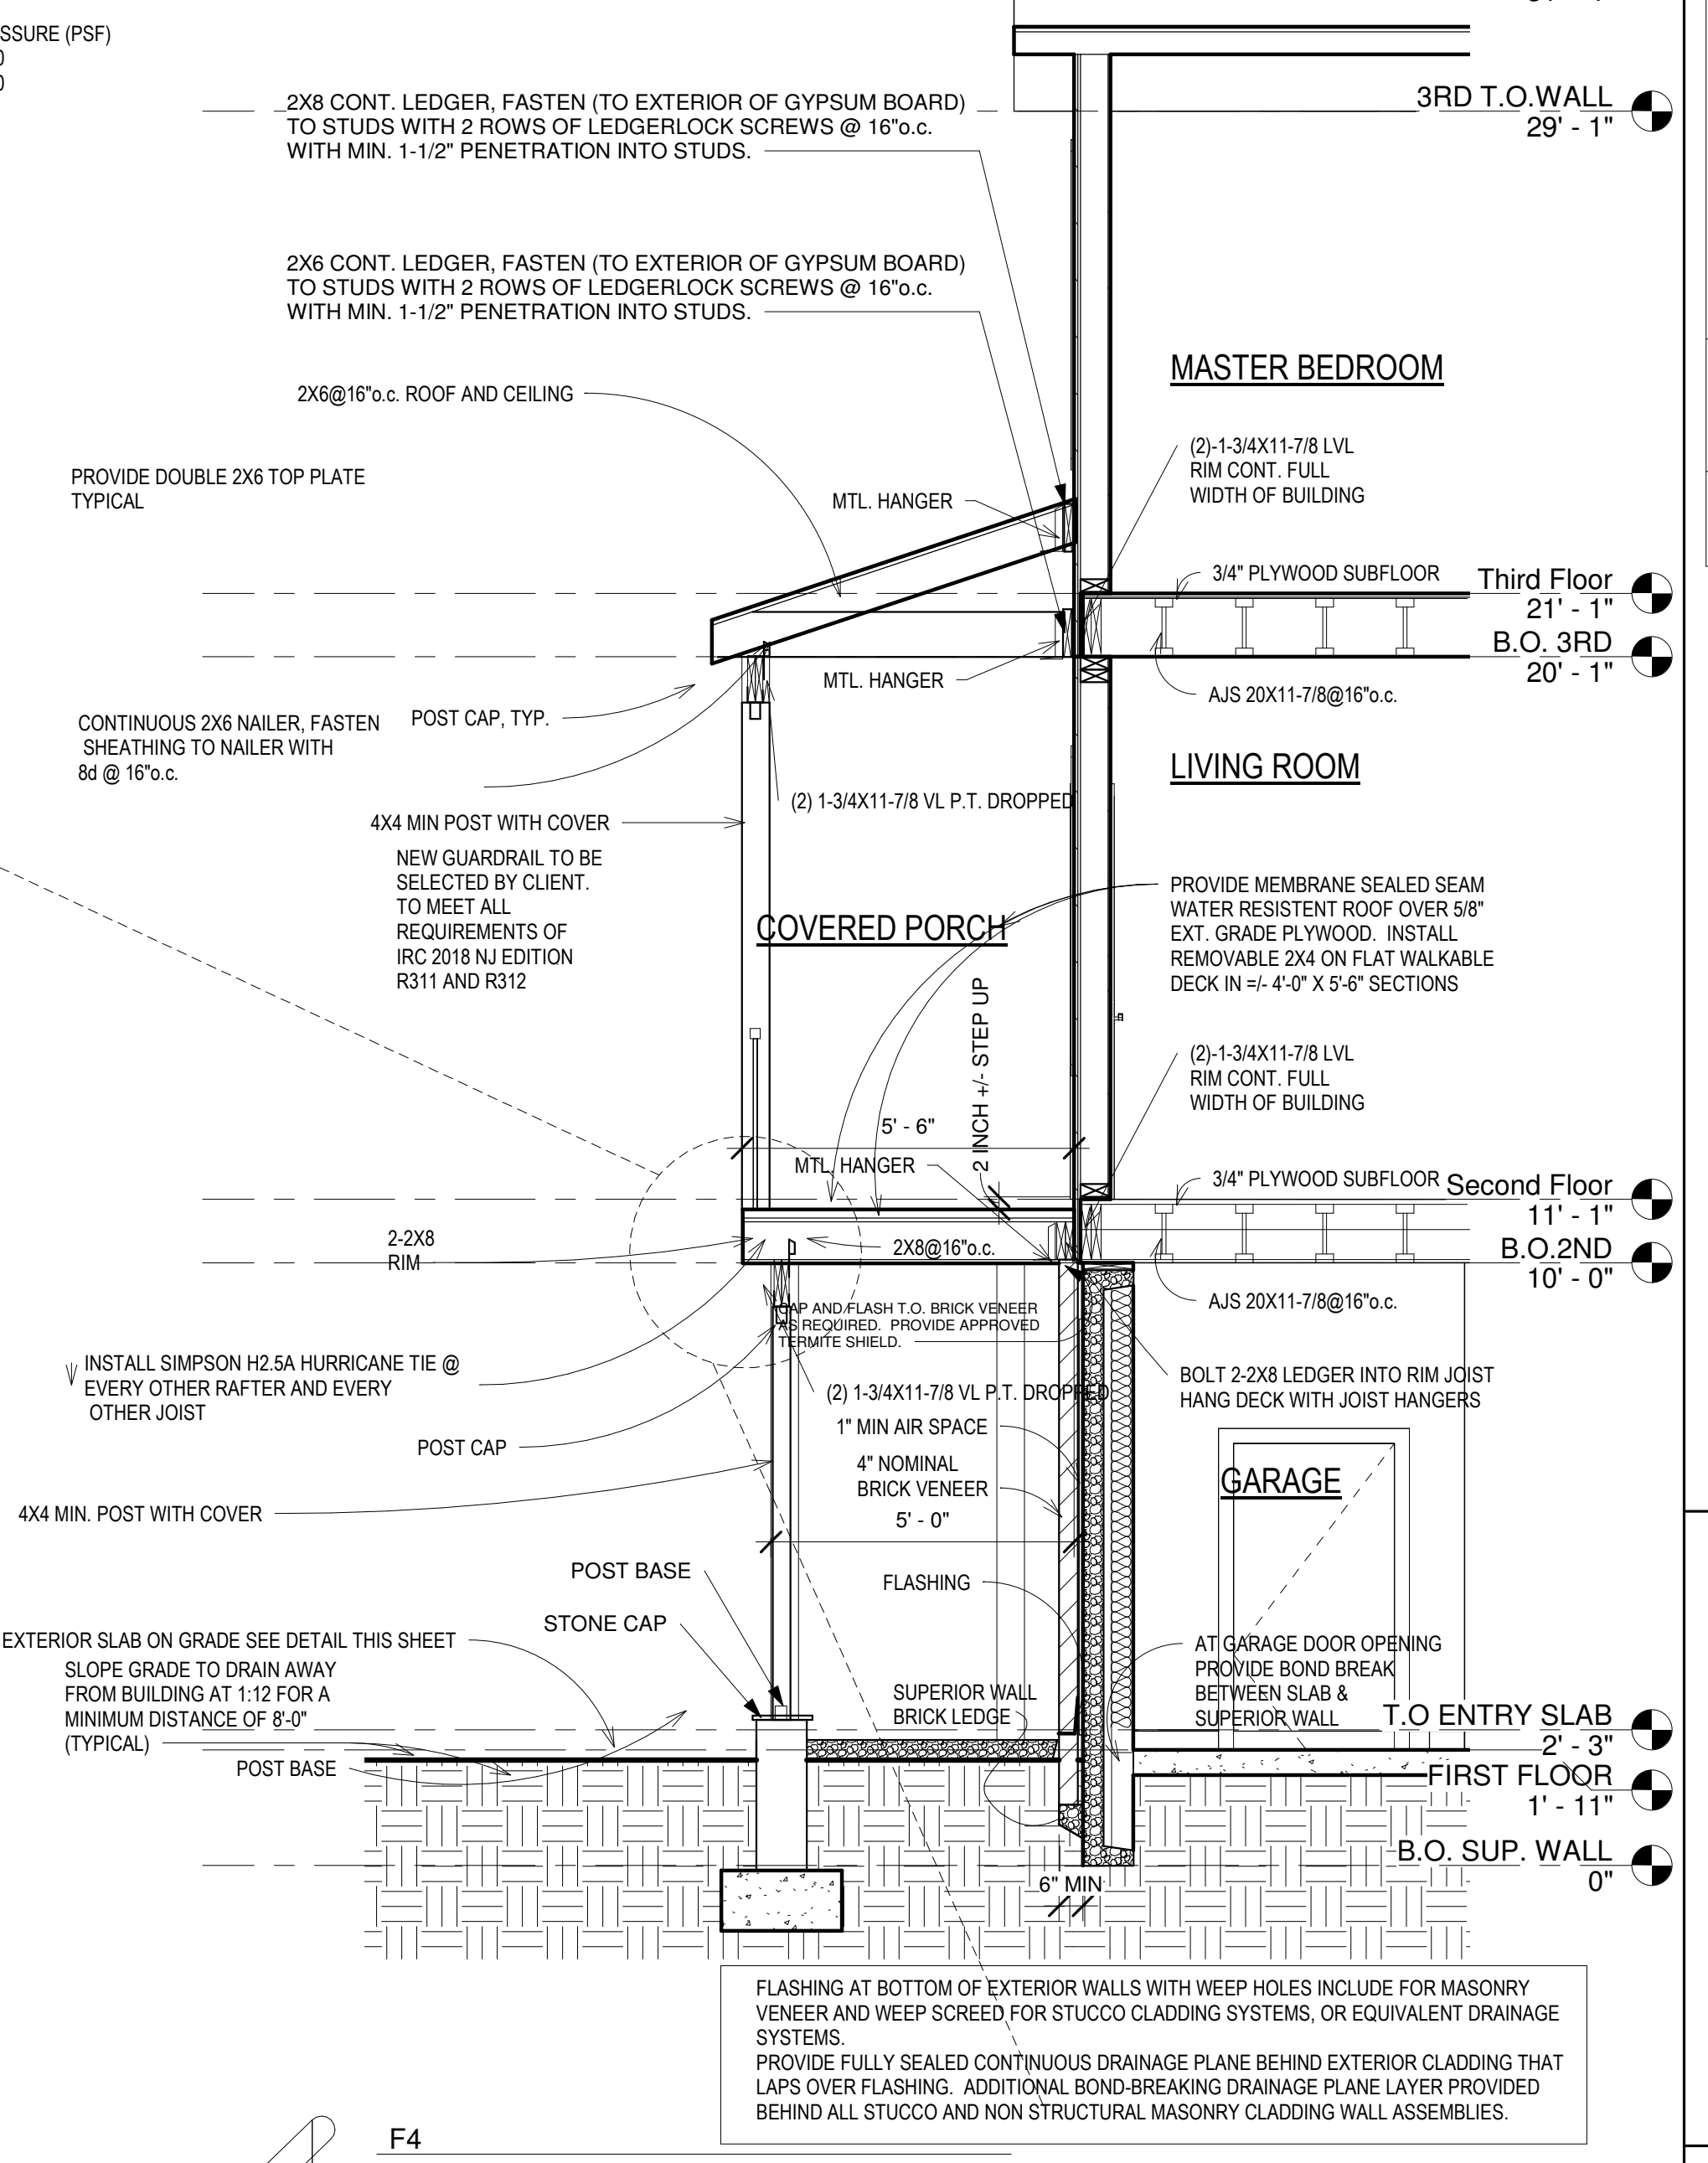 SSURE (PSF)
2X8 CONT. LEDGER, FASTEN (TO EXTERIOR OF GYPSUM BOARD)
TO STUDS WITH 2 ROWS OF LEDGERLOCK SCREWS @ 16"o.c.
WITH MIN. 1-1/2" PENETRATION INTO STUDS.
3RD T.O.WALL
29' - 1"
2X6 CONT. LEDGER, FASTEN (TO EXTERIOR OF GYPSUM BOARD)
TO STUDS WITH 2 ROWS OF LEDGERLOCK SCREWS @ 16"o.c.
WITH MIN. 1-1/2" PENETRATION INTO STUDS.
MASTER BEDROOM
2X6@16"o.c. ROOF AND CEILING
(2)-1-3/4X11-7/8 LVL
RIM CONT. FULL
WIDTH OF BUILDING
PROVIDE DOUBLE 2X6 TOP PLATE
TYPICAL
MTL. HANGER
3/4" PLYWOOD SUBFLOOR
Third Floor
21' - 1"
B.O. 3RD
20' - 1"
MTL. HANGER
AJS 20X11-7/8@16"o.c.
CONTINUOUS 2X6 NAILER, FASTEN
SHEATHING TO NAILER WITH
8d @ 16"o.c.
POST CAP, TYP.
LIVING ROOM
(2) 1-3/4X11-7/8 VL P.T. DROPPED
4X4 MIN POST WITH COVER
NEW GUARDRAIL TO BE
SELECTED BY CLIENT.
TO MEET ALL
REQUIREMENTS OF
IRC 2018 NJ EDITION
R311 AND R312
COVERED PORCH
PROVIDE MEMBRANE SEALED SEAM
WATER RESISTENT ROOF OVER 5/8"
EXT. GRADE PLYWOOD. INSTALL
REMOVABLE 2X4 ON FLAT WALKABLE
DECK IN =/- 4'-0" X 5'-6" SECTIONS
2 INCH +/- STEP UP
(2)-1-3/4X11-7/8 LVL
RIM CONT. FULL
WIDTH OF BUILDING
5' - 6"
MTL. HANGER
3/4" PLYWOOD SUBFLOOR
Second Floor
11' - 1"
2-2X8
RIM
2X8@16"o.c.
B.O.2ND
10' - 0"
AJS 20X11-7/8@16"o.c.
CAP AND FLASH T.O. BRICK VENEER
AS REQUIRED. PROVIDE APPROVED
TERMITE SHIELD.
INSTALL SIMPSON H2.5A HURRICANE TIE @
EVERY OTHER RAFTER AND EVERY
OTHER JOIST
BOLT 2-2X8 LEDGER INTO RIM JOIST
HANG DECK WITH JOIST HANGERS
(2) 1-3/4X11-7/8 VL P.T. DROPPED
1" MIN AIR SPACE
POST CAP
4" NOMINAL
BRICK VENEER
GARAGE
4X4 MIN. POST WITH COVER
5' - 0"
POST BASE
FLASHING
STONE CAP
EXTERIOR SLAB ON GRADE SEE DETAIL THIS SHEET
SLOPE GRADE TO DRAIN AWAY
FROM BUILDING AT 1:12 FOR A
MINIMUM DISTANCE OF 8'-0"
(TYPICAL)
AT GARAGE DOOR OPENING
PROVIDE BOND BREAK
BETWEEN SLAB &
SUPERIOR WALL
SUPERIOR WALL
BRICK LEDGE
T.O ENTRY SLAB
2' - 3"
POST BASE
FIRST FLOOR
1' - 11"
B.O. SUP. WALL
0"
6" MIN
FLASHING AT BOTTOM OF EXTERIOR WALLS WITH WEEP HOLES INCLUDE FOR MASONRY
VENEER AND WEEP SCREED FOR STUCCO CLADDING SYSTEMS, OR EQUIVALENT DRAINAGE
SYSTEMS.
PROVIDE FULLY SEALED CONTINUOUS DRAINAGE PLANE BEHIND EXTERIOR CLADDING THAT
LAPS OVER FLASHING. ADDITIONAL BOND-BREAKING DRAINAGE PLANE LAYER PROVIDED
BEHIND ALL STUCCO AND NON STRUCTURAL MASONRY CLADDING WALL ASSEMBLIES.
F4